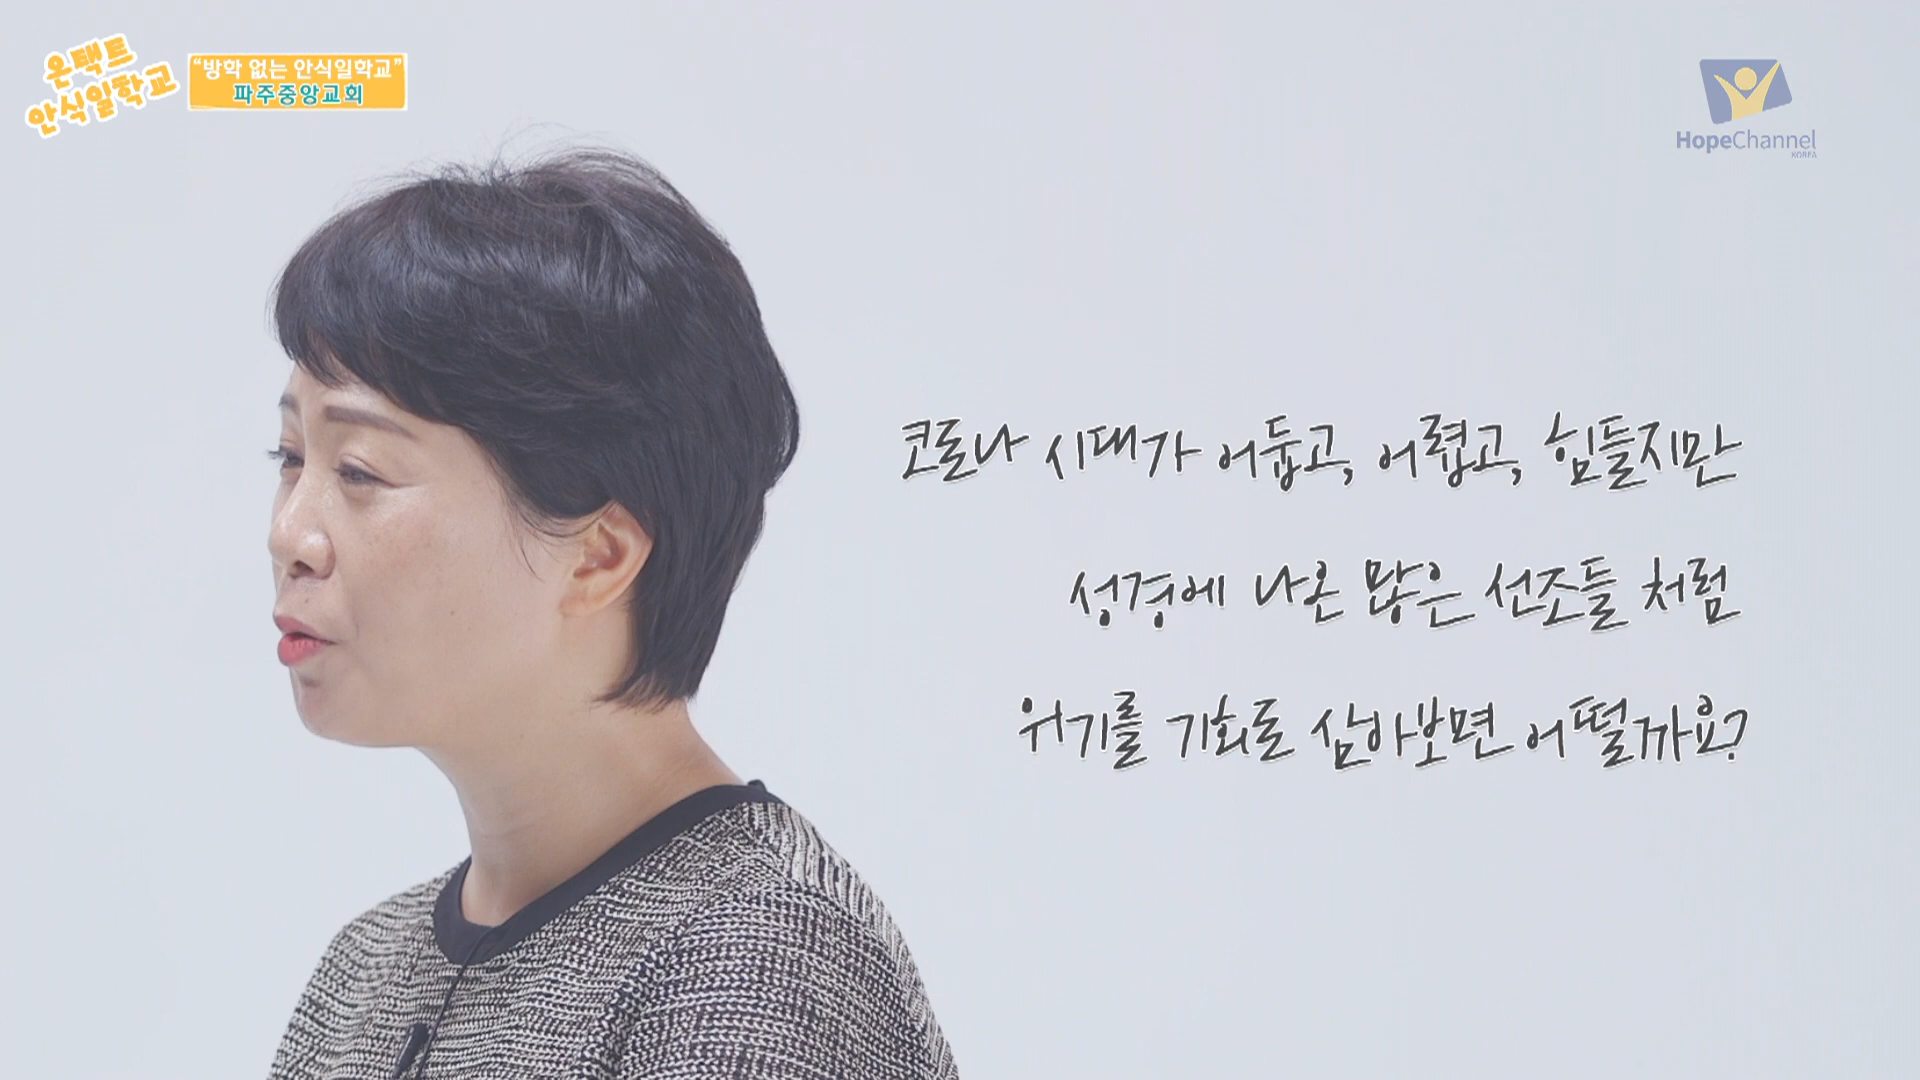 온택트
안식일학교
“방학 없는 안식일학교”
파주중앙교회
HopeChannel
KOREA
코로나 시대가 어둡고, 어렵고, 힘들지만
성경에 나온 많은 선조들 처럼
위기를 기회로 삼아보면 어떨까요?